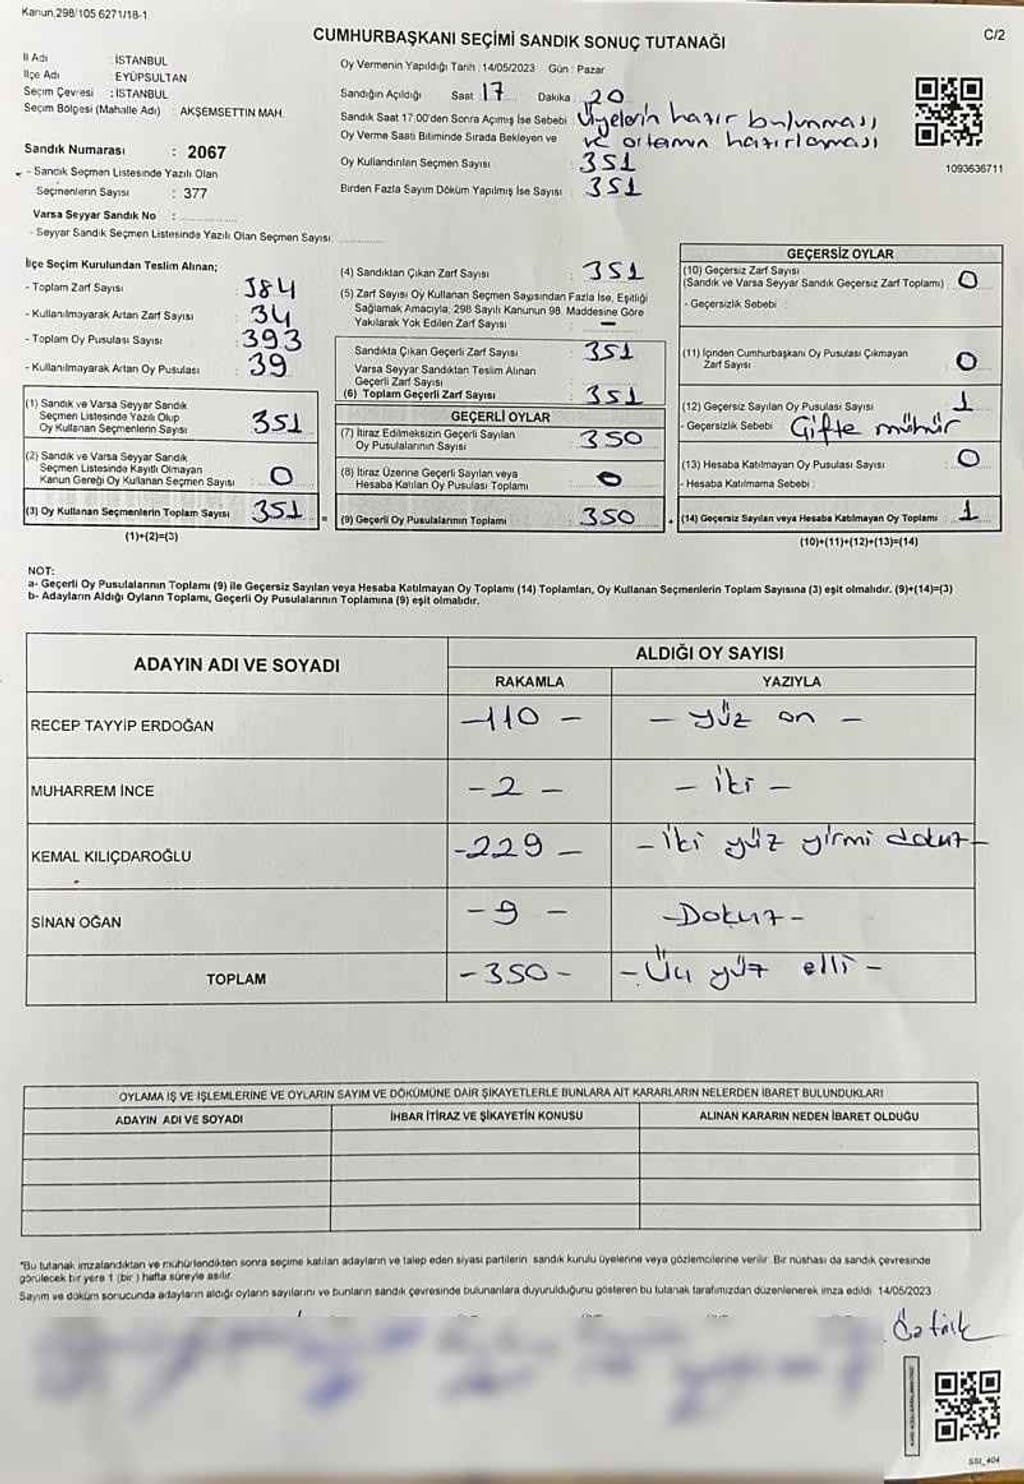 Kanun,298/105 6271/18-1
C/2
CUMHURBAŞKANI SEÇİMİ SANDIK SONUÇ TUTANAĞI
İl Adı : İSTANBUL
İlçe Adı : EYÜPSULTAN
Seçim Çevresi : İSTANBUL
Seçim Bölgesi (Mahalle Adı) : AKŞEMSETTİN MAH.
Sandık Numarası : 2067
- Sandık Seçmen Listesinde Yazılı Olan
Seçmenlerin Sayısı : 377
Varsa Seyyar Sandık No :
- Seyyar Sandık Seçmen Listesinde Yazılı Olan Seçmen Sayısı:
Oy Vermenin Yapıldığı Tarih : 14/05/2023 Gün : Pazar
Sandığın Açıldığı Saat 17 Dakika 20
Sandık Saat 17:00'den Sonra Açılmış İse Sebebi : Üyelerin hazır bulunması
ve ortamın hazırlaması
Oy Verme Saati Bitiminde Sırada Bekleyen ve
Oy Kullandırılan Seçmen Sayısı : 351
Birden Fazla Sayım Döküm Yapılmış İse Sayısı : 351
1093636711
İlçe Seçim Kurulundan Teslim Alınan;
- Toplam Zarf Sayısı : 384
- Kullanılmayarak Artan Zarf Sayısı : 34
- Toplam Oy Pusulası Sayısı : 393
- Kullanılmayarak Artan Oy Pusulası : 39
(1) Sandık ve Varsa Seyyar Sandık
Seçmen Listesinde Yazılı Olup
Oy Kullanan Seçmenlerin Sayısı : 351
(2) Sandık ve Varsa Seyyar Sandık
Seçmen Listesinde Kayıtlı Olmayan
Kanun Gereği Oy Kullanan Seçmen Sayısı : 0
(3) Oy Kullanan Seçmenlerin Toplam Sayısı : 351
(1)+(2)=(3)
(4) Sandıktan Çıkan Zarf Sayısı : 351
(5) Zarf Sayısı Oy Kullanan Seçmen Sayısından Fazla İse, Eşitliği
Sağlamak Amacıyla, 298 Sayılı Kanunun 98. Maddesine Göre
Yakılarak Yok Edilen Zarf Sayısı : —
Sandıkta Çıkan Geçerli Zarf Sayısı : 351
Varsa Seyyar Sandıktan Teslim Alınan
Geçerli Zarf Sayısı :
(6) Toplam Geçerli Zarf Sayısı : 351
GEÇERLİ OYLAR
(7) İtiraz Edilmeksizin Geçerli Sayılan
Oy Pusulalarının Sayısı : 350
(8) İtiraz Üzerine Geçerli Sayılan veya
Hesaba Katılan Oy Pusulası Toplamı : 0
(9) Geçerli Oy Pusulalarının Toplamı : 350
GEÇERSİZ OYLAR
(10) Geçersiz Zarf Sayısı
(Sandık ve Varsa Seyyar Sandık Geçersiz Zarf Toplamı) : 0
- Geçersizlik Sebebi :
(11) İçinden Cumhurbaşkanı Oy Pusulası Çıkmayan
Zarf Sayısı : 0
(12) Geçersiz Sayılan Oy Pusulası Sayısı : 1
- Geçersizlik Sebebi : Çifte mühür
(13) Hesaba Katılmayan Oy Pusulası Sayısı : 0
- Hesaba Katılmama Sebebi :
(14) Geçersiz Sayılan veya Hesaba Katılmayan Oy Toplamı : 1
(10)+(11)+(12)+(13)=(14)
NOT:
a- Geçerli Oy Pusulalarının Toplamı (9) ile Geçersiz Sayılan veya Hesaba Katılmayan Oy Toplamı (14) Toplamları, Oy Kullanan Seçmenlerin Toplam Sayısına (3) eşit olmalıdır. (9)+(14)=(3)
b- Adayların Aldığı Oyların Toplamı, Geçerli Oy Pusulalarının Toplamına (9) eşit olmalıdır.
ADAYIN ADI VE SOYADI ALDIĞI OY SAYISI
RAKAMLA YAZIYLA
RECEP TAYYİP ERDOĞAN -110 - - yüz on -
MUHARREM İNCE -2 - - iki -
KEMAL KILIÇDAROĞLU -229 - - iki yüz yirmi dokuz -
SİNAN OĞAN -9 - -Dokuz-
TOPLAM -350- -Üç yüz elli -
OYLAMA İŞ VE İŞLEMLERİNE VE OYLARIN SAYIM VE DÖKÜMÜNE DAİR ŞİKAYETLERLE BUNLARA AİT KARARLARIN NELERDEN İBARET BULUNDUKLARI
ADAYIN ADI VE SOYADI İHBAR İTİRAZ VE ŞİKAYETİN KONUSU ALINAN KARARIN NEDEN İBARET OLDUĞU
*Bu tutanak imzalandıktan ve mühürlendikten sonra seçime katılan adayların ve talep eden siyasi partilerin sandık kurulu üyelerine veya gözlemcilerine verilir. Bir nüshası da sandık çevresinde
görülecek bir yere 1 (bir) hafta süreyle asılır.
Sayım ve döküm sonucunda adayların aldığı oyların sayılarını ve bunların sandık çevresinde bulunanlara duyurulduğunu gösteren bu tutanak tarafımızdan düzenlenerek imza edildi. 14/05/2023
SSI_404